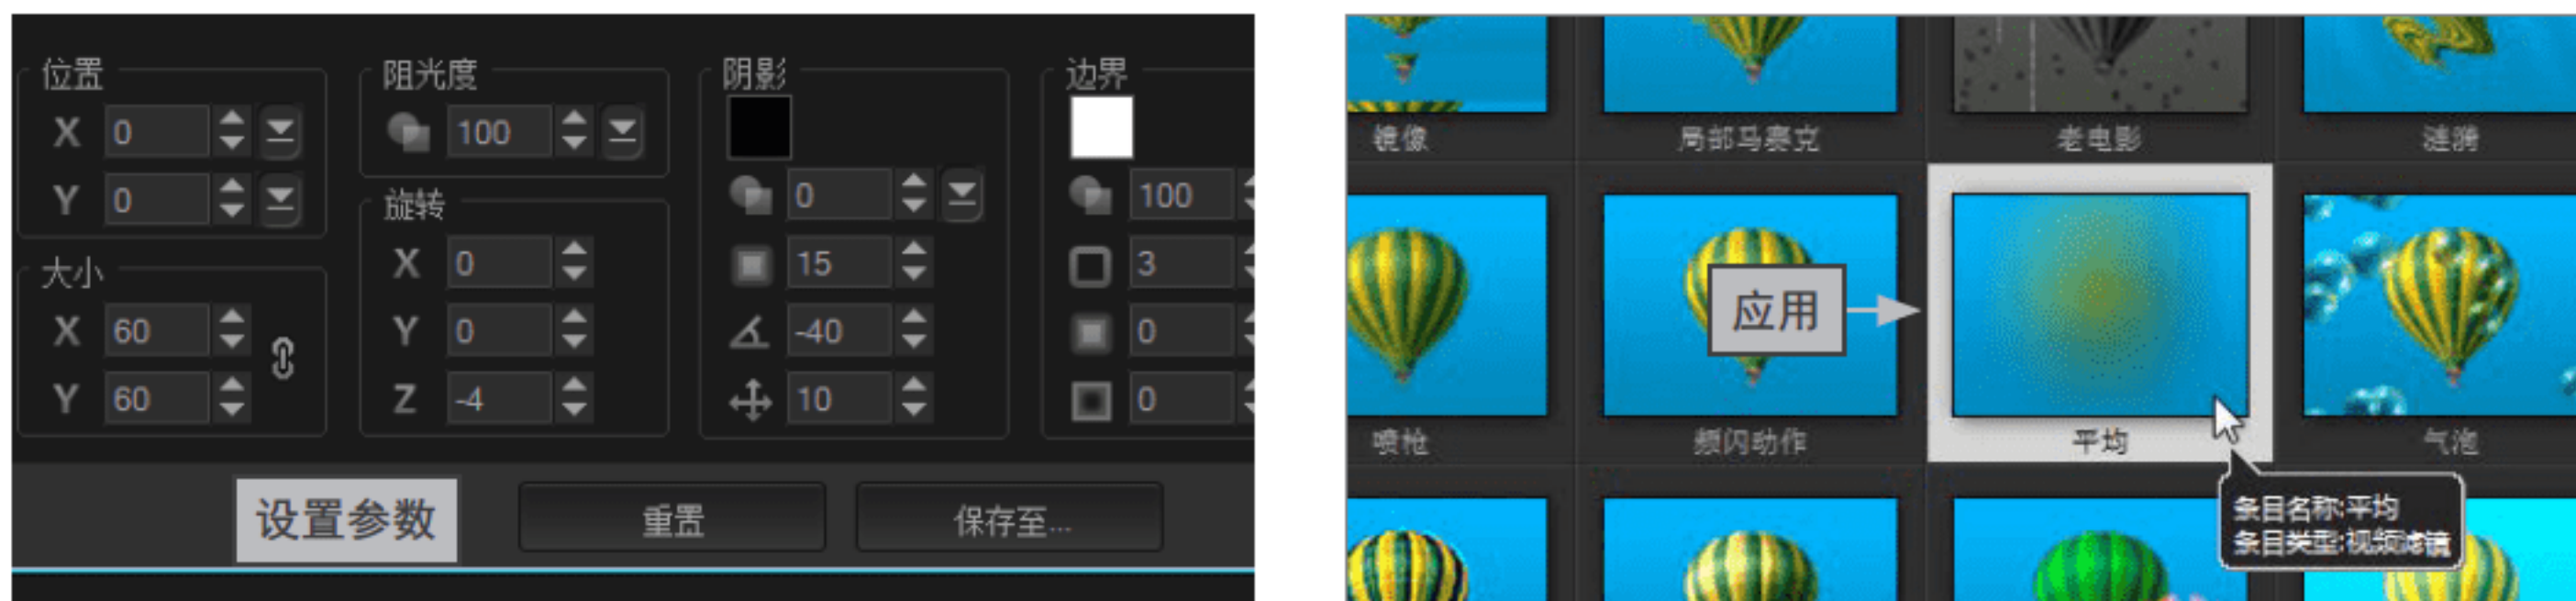 位置
X 0
Y 0
大小
X 60
Y 60
阻光度
100
旋转
X 0
Y 0
Z -4
阴影
0
15
-40
10
边界
100
3
0
0
设置参数
重置
保存至...
镜像
局部马赛克
老电影
涟漪
应用
喷枪
频闪动作
平均
气泡
条目名称:平均
条目类型:视频滤镜